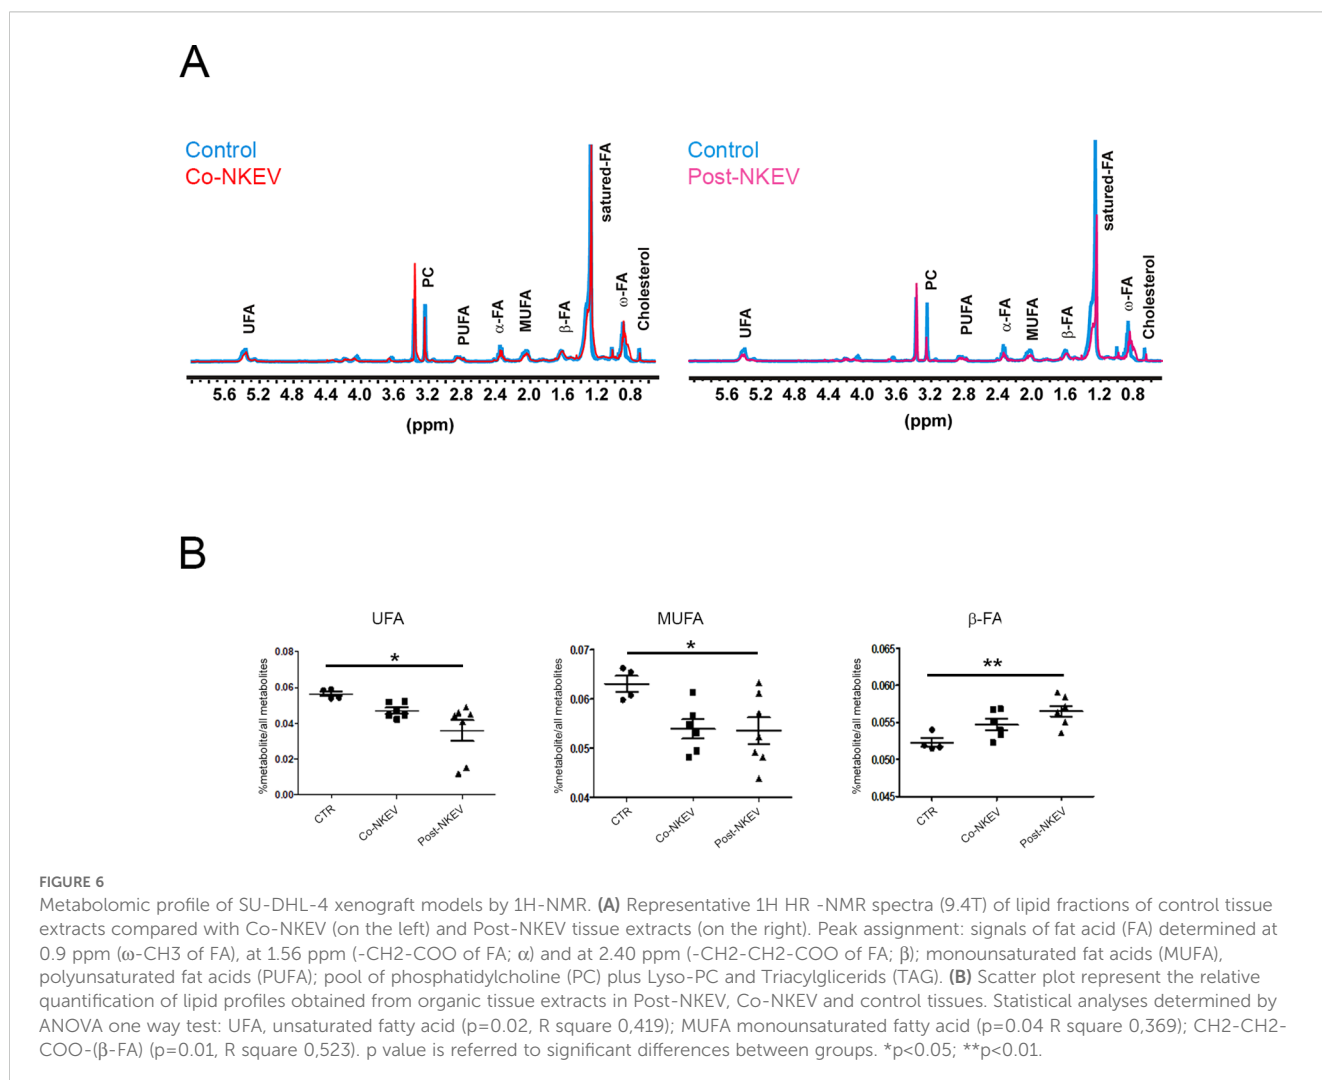 A
Control
Co-NKEV
UFA
PC
PUFA
α-FA
MUFA
β-FA
satured-FA
ω-FA
Cholesterol
5.6 5.2 4.8 4.4 4.0 3.6 3.2 2.8 2.4 2.0 1.6 1.2 0.8
(ppm)
Control
Post-NKEV
UFA
PC
PUFA
α-FA
MUFA
β-FA
satured-FA
ω-FA
Cholesterol
5.6 5.2 4.8 4.4 4.0 3.6 3.2 2.8 2.4 2.0 1.6 1.2 0.8
(ppm)
B
UFA
*
%metabolite/all metabolites
0.08
0.06
0.04
0.02
0.00
CTR
Co-NKEV
Post-NKEV
MUFA
*
%metabolite/all metabolites
0.07
0.06
0.05
0.04
CTR
Co-NKEV
Post-NKEV
β-FA
**
%metabolite/all metabolites
0.065
0.060
0.055
0.050
0.045
CTR
Co-NKEV
Post-NKEV
FIGURE 6
Metabolomic profile of SU-DHL-4 xenograft models by 1H-NMR. (A) Representative 1H HR -NMR spectra (9.4T) of lipid fractions of control tissue
extracts compared with Co-NKEV (on the left) and Post-NKEV tissue extracts (on the right). Peak assignment: signals of fat acid (FA) determined at
0.9 ppm (ω-CH3 of FA), at 1.56 ppm (-CH2-COO of FA; α) and at 2.40 ppm (-CH2-CH2-COO of FA; β); monounsaturated fat acids (MUFA),
polyunsaturated fat acids (PUFA); pool of phosphatidylcholine (PC) plus Lyso-PC and Triacylglicerids (TAG). (B) Scatter plot represent the relative
quantification of lipid profiles obtained from organic tissue extracts in Post-NKEV, Co-NKEV and control tissues. Statistical analyses determined by
ANOVA one way test: UFA, unsaturated fatty acid (p=0.02, R square 0,419); MUFA monounsaturated fatty acid (p=0.04 R square 0,369); CH2-CH2-
COO-(β-FA) (p=0.01, R square 0,523). p value is referred to significant differences between groups. *p<0.05; **p<0.01.